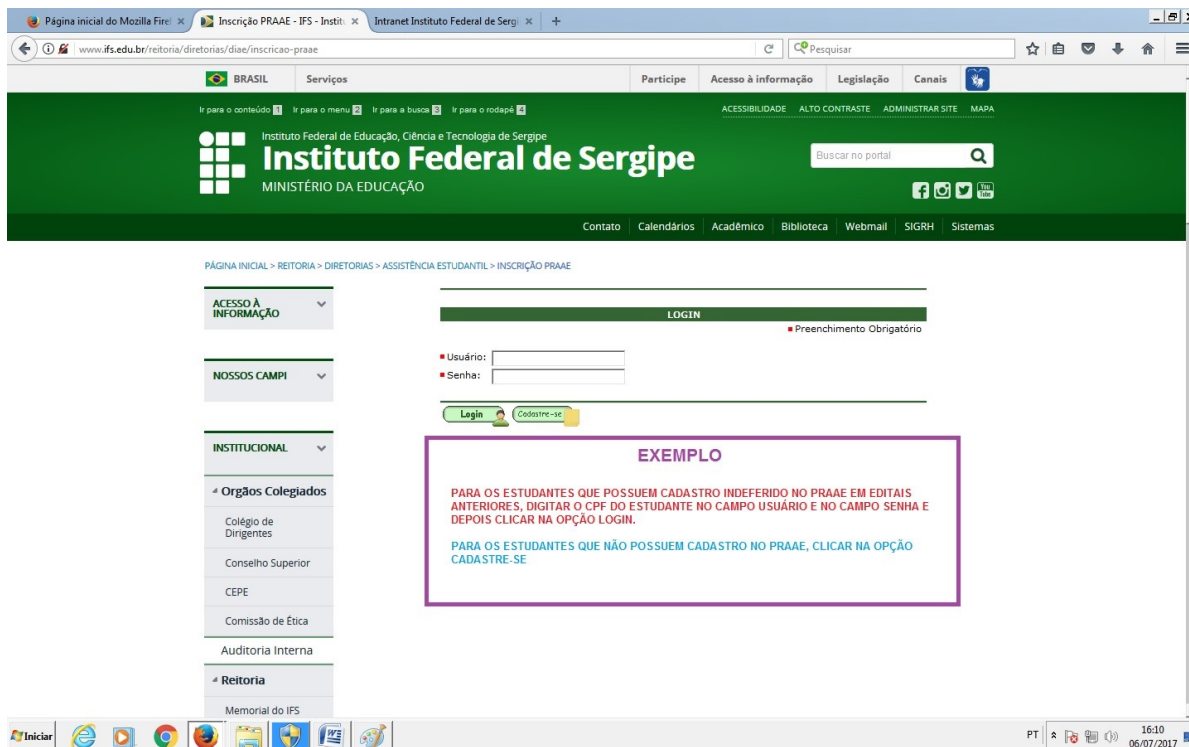 Página inicial do Mozilla Firef
Inscrição PRAAE - IFS - Institu
Intranet Instituto Federal de Sergi
www.ifs.edu.br/reitoria/diretorias/diae/inscricao-praae
Pesquisar
BRASIL Serviços Participe Acesso à informação Legislação Canais
Ir para o conteúdo 1 Ir para o menu 2 Ir para a busca 3 Ir para o rodapé 4
ACESSIBILIDADE ALTO CONTRASTE ADMINISTRAR SITE MAPA
Instituto Federal de Educação, Ciência e Tecnologia de Sergipe
Instituto Federal de Sergipe
MINISTÉRIO DA EDUCAÇÃO
Buscar no portal
You Tube
Contato Calendários Acadêmico Biblioteca Webmail SIGRH Sistemas
PÁGINA INICIAL > REITORIA > DIRETORIAS > ASSISTÊNCIA ESTUDANTIL > INSCRIÇÃO PRAAE
ACESSO À
INFORMAÇÃO
NOSSOS CAMPI
INSTITUCIONAL
Orgãos Colegiados
Colégio de
Dirigentes
Conselho Superior
CEPE
Comissão de Ética
Auditoria Interna
Reitoria
Memorial do IFS
LOGIN
Preenchimento Obrigatório
Usuário:
Senha:
Login Cadastre-se
EXEMPLO
PARA OS ESTUDANTES QUE POSSUEM CADASTRO INDEFERIDO NO PRAAE EM EDITAIS
ANTERIORES, DIGITAR O CPF DO ESTUDANTE NO CAMPO USUÁRIO E NO CAMPO SENHA E
DEPOIS CLICAR NA OPÇÃO LOGIN.
PARA OS ESTUDANTES QUE NÃO POSSUEM CADASTRO NO PRAAE, CLICAR NA OPÇÃO
CADASTRE-SE
Iniciar
PT
16:10
06/07/2017